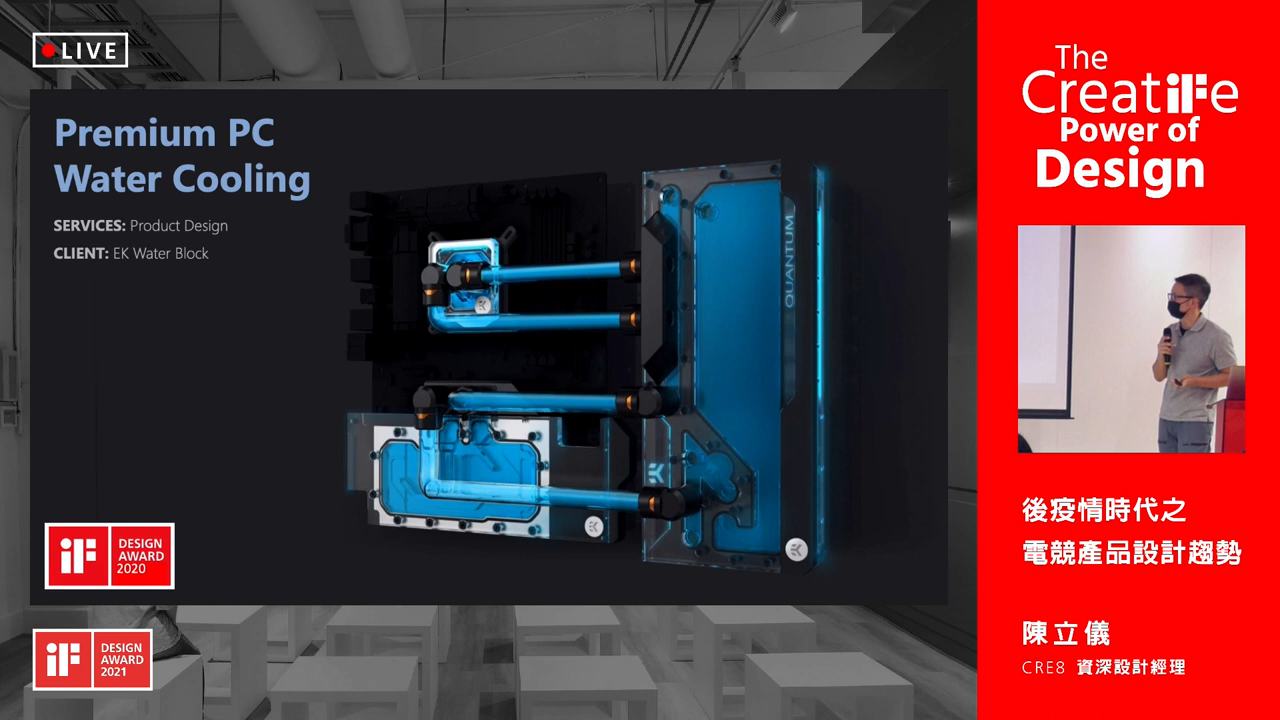 LIVE
Premium PC
Water Cooling
SERVICES: Product Design
CLIENT: EK Water Block
QUANTUM
iF
DESIGN
AWARD
2020
iF
DESIGN
AWARD
2021
The
CreatiFe
Power of
Design
後疫情時代之
電競產品設計趨勢
陳立儀
CRE8 資深設計經理